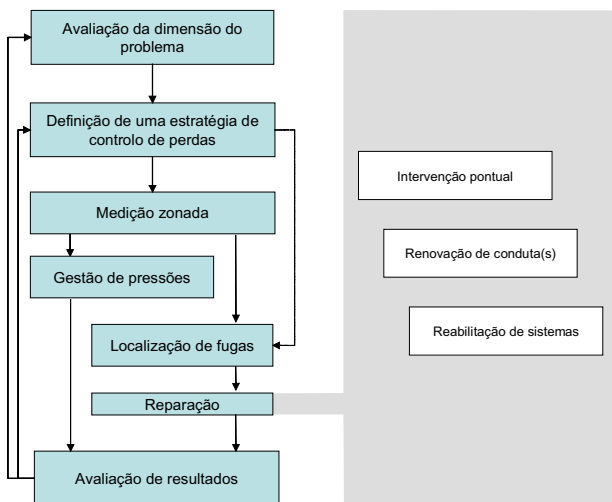 Avaliação da dimensão do
problema
Definição de uma estratégia de
controlo de perdas
Medição zonada
Gestão de pressões
Localização de fugas
Reparação
Avaliação de resultados
Intervenção pontual
Renovação de conduta(s)
Reabilitação de sistemas